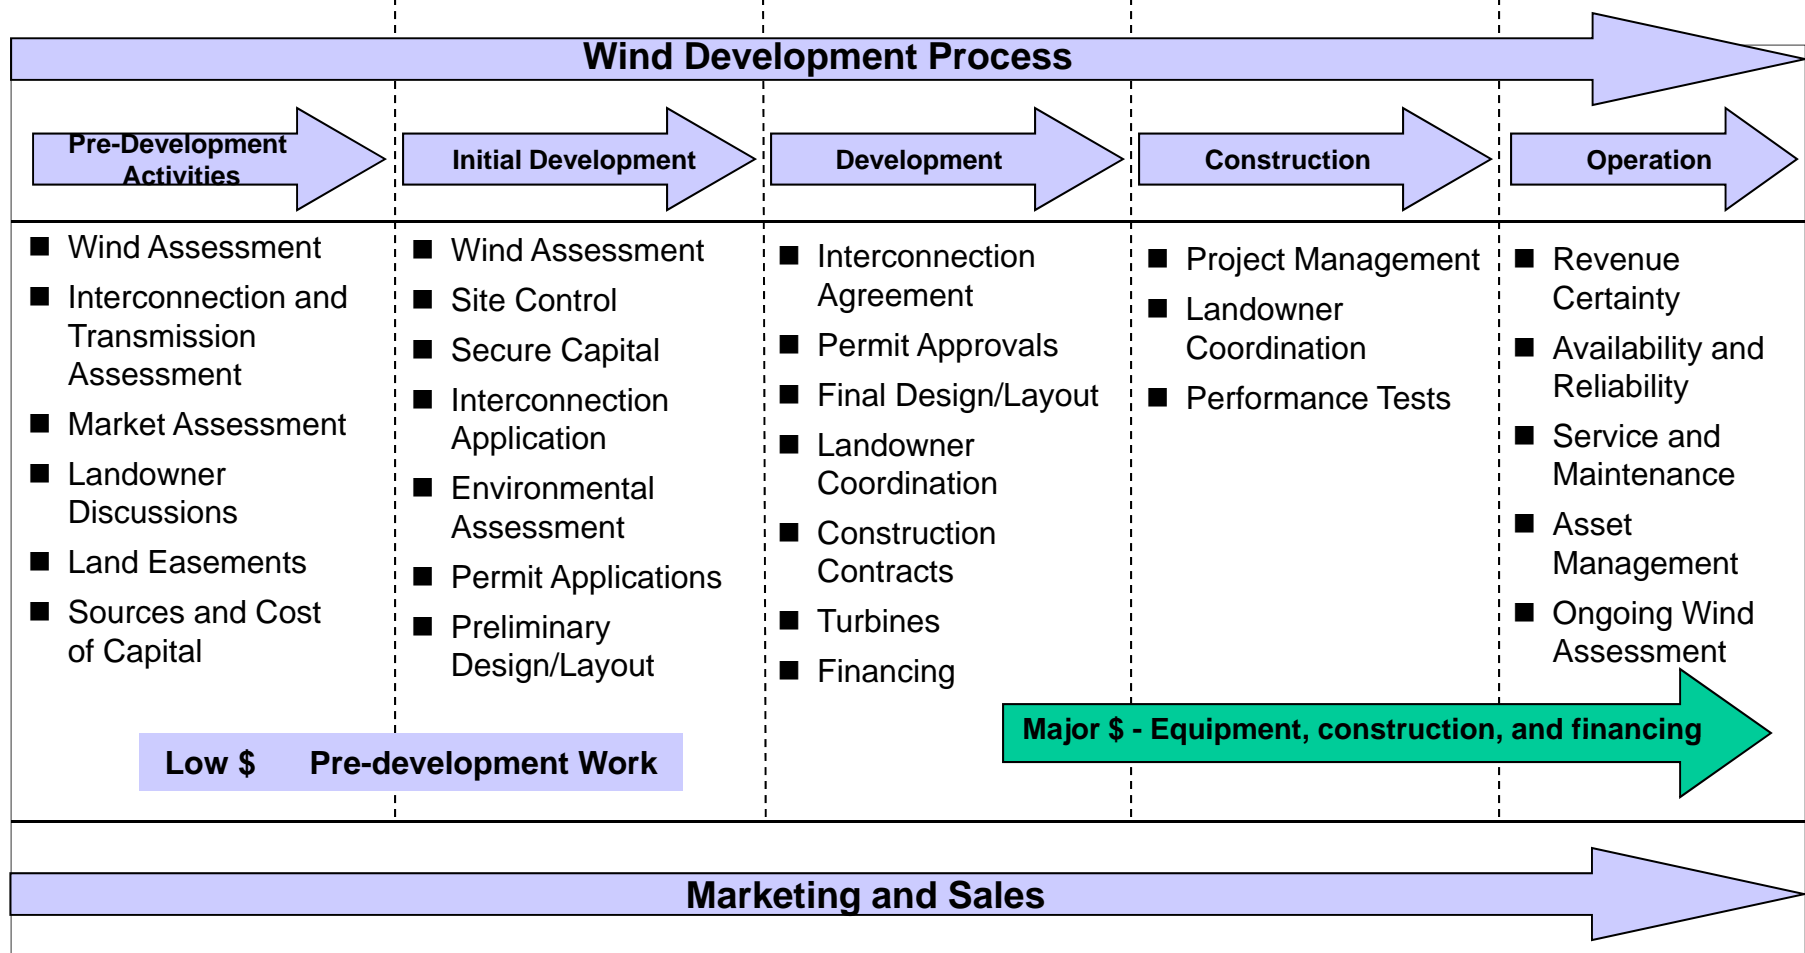 Wind Development Process
Pre-Development
Activities
Initial Development
Development
Construction
Operation
Wind Assessment
Interconnection and
Transmission
Assessment
Market Assessment
Landowner
Discussions
Land Easements
Sources and Cost
of Capital
Wind Assessment
Site Control
Secure Capital
Interconnection
Application
Environmental
Assessment
Permit Applications
Preliminary
Design/Layout
Interconnection
Agreement
Permit Approvals
Final Design/Layout
Landowner
Coordination
Construction
Contracts
Turbines
Financing
Project Management
Landowner
Coordination
Performance Tests
Revenue
Certainty
Availability and
Reliability
Service and
Maintenance
Asset
Management
Ongoing Wind
Assessment
Low $ Pre-development Work
Major $ - Equipment, construction, and financing
Marketing and Sales